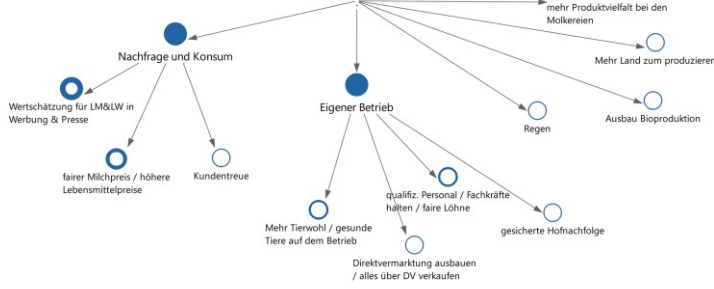 mehr Produktvielfalt bei den
Molkereien
Nachfrage und Konsum
Mehr Land zum produzieren
Wertschätzung für LM&LW in
Werbung & Presse
Eigener Betrieb
Regen
Ausbau Bioproduktion
fairer Milchpreis / höhere
Lebensmittelpreise
Kundentreue
qualifiz. Personal / Fachkräfte
halten / faire Löhne
Mehr Tierwohl / gesunde
Tiere auf dem Betrieb
gesicherte Hofnachfolge
Direktvermarktung ausbauen
/ alles über DV verkaufen